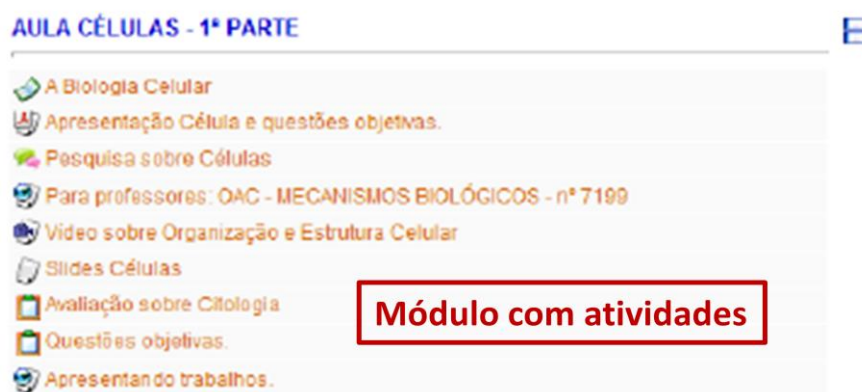 AULA CÉLULAS - 1ª PARTE
A Biologia Celular
Apresentação Célula e questões objetivas.
Pesquisa sobre Células
Para professores: OAC - MECANISMOS BIOLÓGICOS - nº 7199
Video sobre Organização e Estrutura Celular
Slides Células
Avaliação sobre Citologia
Módulo com atividades
Questões objetivas.
Apresentando trabalhos.